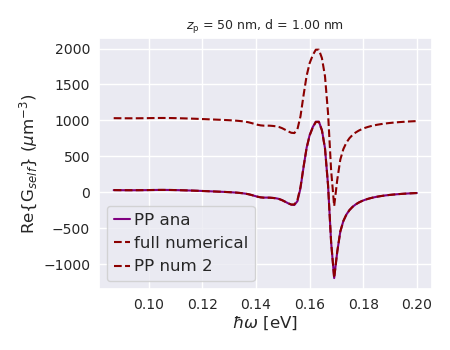 z_p = 50 nm, d = 1.00 nm
2000
1500
1000
500
0
−500
−1000
Re{G_self} (μm⁻³)
PP ana
full numerical
PP num 2
0.10 0.12 0.14 0.16 0.18 0.20
ℏω [eV]